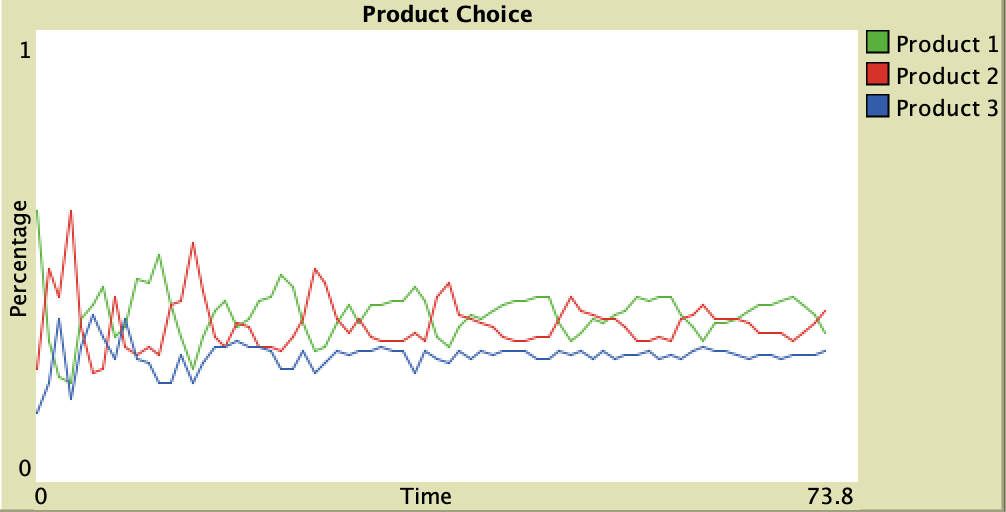 Product Choice
1
Percentage
0
0
Time
73.8
Product 1
Product 2
Product 3